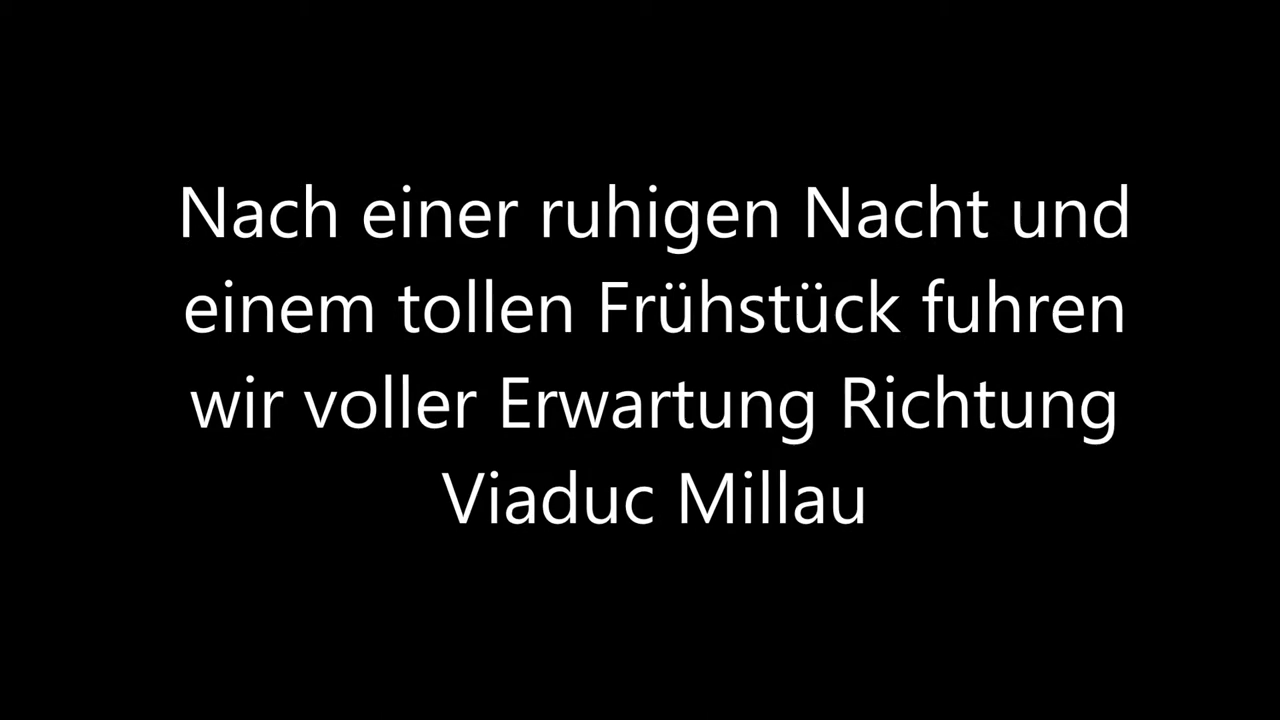 Nach einer ruhigen Nacht und
einem tollen Frühstück fuhren
wir voller Erwartung Richtung
Viaduc Millau